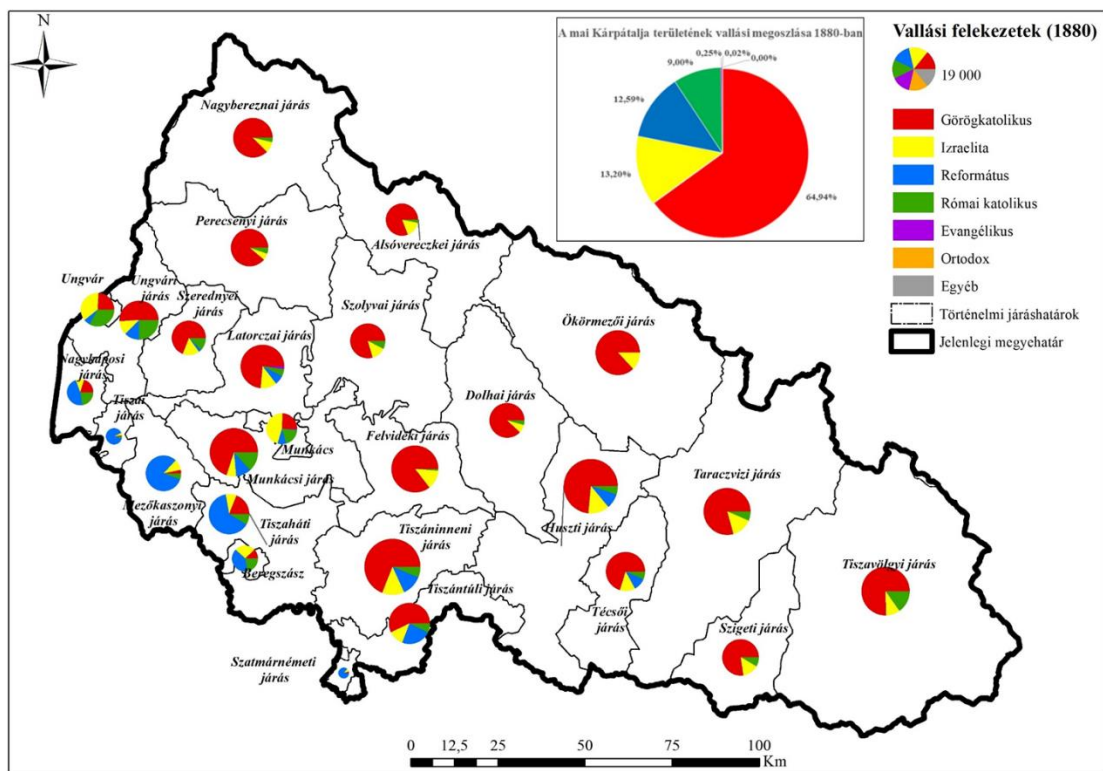 N
A mai Kárpátalja területének vallási megoszlása 1880-ban
0,25%
0,02%
0,00%
9,00%
12,59%
13,20%
64,94%
Vallási felekezetek (1880)
19 000
Görögkatolikus
Izraelita
Református
Római katolikus
Evangélikus
Ortodox
Egyéb
Történelmi járáshatárok
Jelenlegi megyehatár
Nagybereznai járás
Perecsenyi járás
Alsóvereczkei járás
Ungvár
Ungvári
járás
Szerednyei
járás
Szolyvai járás
Latorczai járás
Ökörmezői járás
Nagykaposi
járás
Dolhai járás
Tiszai
járás
Munkács
Felvidéki járás
Munkácsi járás
Taraczvizi járás
Mezőkaszonyi
járás
Tiszaháti
járás
Huszti járás
Tiszáninneni
járás
Beregszász
Tiszavölgyi járás
Tiszántúli járás
Técsői
járás
Szigeti járás
Szatmárnémeti
járás
0 12,5 25 50 75 100
Km